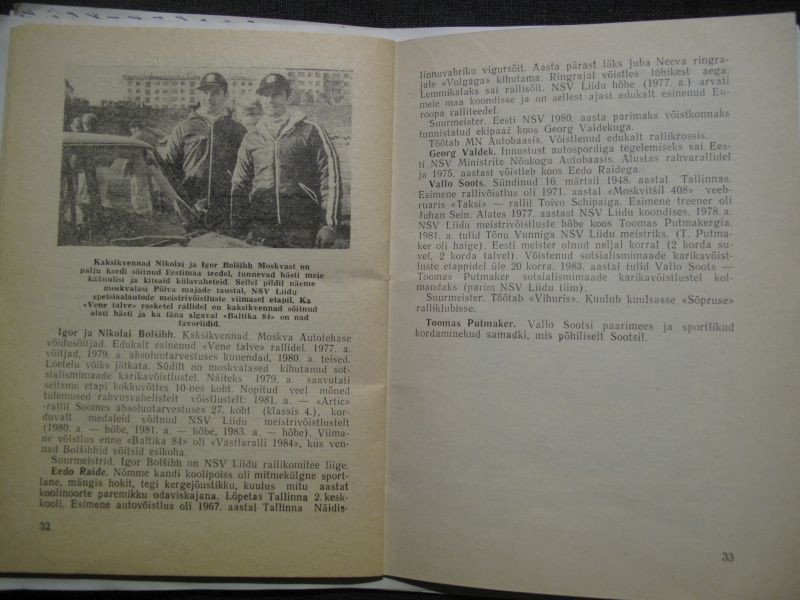 Kaksikvennad Nikolai ja Igor Bolšihh Moskvast on
palju kordi sõitnud Eestimaa teedel, tunnevad hästi meie
käänulisi ja kitsaid külavaheteid. Sellel pildil näeme
moskvalasi Põlva majade taustal, NSV Liidu
spetsiaalautode meistrivõistluste viimasel etapil. Ka
«Vene talve» rasketel rallidel on kaksikvennad sõitnud
alati hästi ja ka täna algaval «Baltika 84» on nad
favoriidid.
Igor ja Nikolai Bolšihh. Kaksikvennad. Moskva Autotehase
võidusõitjad. Edukalt esinenud «Vene talve» rallidel. 1977. a.
võitjad, 1979. a. absoluutarvestuses kuuendad, 1980. a. teised.
Loetelu võiks jätkata. Südilt on moskvalased kihutanud sot-
sialismimaade karikavõistlustel. Näiteks 1979. a. saavutati
seitsme etapi kokkuvõttes 10-nes koht. Nopitud veel mõned
tulemused rahvusvahelistelt võistlustelt: 1981. a. — «Artic»
-rallil Soomes absoluutarvestuses 27. koht (klassis 4.), kor-
duvalt medaleid võitnud NSV Liidu meistrivõistlustelt
(1980. a. — hõbe, 1981. a. — hõbe, 1983. a. — hõbe). Viima-
ne võistlus enne «Baltika 84» oli «Västlaralli 1984», kus ven-
nad Bolšihhid võitsid esikoha.
Suurmeistrid. Igor Bolšihh on NSV Liidu rallikomitee liige.
Eedo Raide. Nõmme kandi koolipoiss oli mitmekülgne sport-
lane, mängis hokit, tegi kergejõustikku, kuulus mitu aastat
koolinoorte paremikku odaviskajana. Lõpetas Tallinna 2. kesk-
kooli. Esimene autovõistlus oli 1967. aastal Tallinna Näidis-
32
linnuvabriku vigursõit. Aasta pärast läks juba Neeva ringra-
jale «Volgaga» kihutama. Ringrajal võistles lühikest aega.
Lemmikalaks sai rallisõit. NSV Liidu hõbe (1977. a.) arvati
meie maa koondisse ja on sellest ajast edukalt esinenud Eu-
roopa ralliteedel.
Suurmeister. Eesti NSV 1980. aasta parimaks võistkonnaks
tunnistatud ekipaaž koos Georg Valdekuga.
Töötab MN Autobaasis. Võistlenud edukalt rallikrossis.
Georg Valdek. Innustust autospordiga tegelemiseks sai Ees-
ti NSV Ministrite Nõukogu Autobaasis. Alustas rahvarallidel
ja 1975. aastast võistleb koos Eedo Raidega.
Vallo Soots. Sündinud 16. märtsil 1948. aastal Tallinnas.
Esimene rallivõistlus oli 1971. aastal «Moskvitšil 408» veeb-
ruaris «Taksi» — rallil Toivo Schipaiga. Esimene treener oli
Juhan Sein. Alates 1977. aastast NSV Liidu koondises. 1978. a.
NSV Liidu meistrivõistluste hõbe koos Toomas Putmakergia.
1981. a. tulid Tõnu Vunniga NSV Liidu meistriks. (T. Putma-
ker oli haige). Eesti meister olnud neljal korral (2 korda su-
vel, 2 korda talvel). Võistenud sotsialismimaade karikavõist-
luste etappidel üle 20 korra. 1983. aastal tulid Vallo Soots —
Toomas Putmaker sotsialismimaade karikavõistlustel kol-
mandaks (parim NSV Liidu tiim).
Suurmeister. Töötab «Vihuris». Kuulub kuulsasse «Sõpruse»
ralliklubisse.
Toomas Putmaker. Vallo Sootsi paarimees ja sportlikud
kordaminekud samadki, mis põhiliselt Sootsil.
33